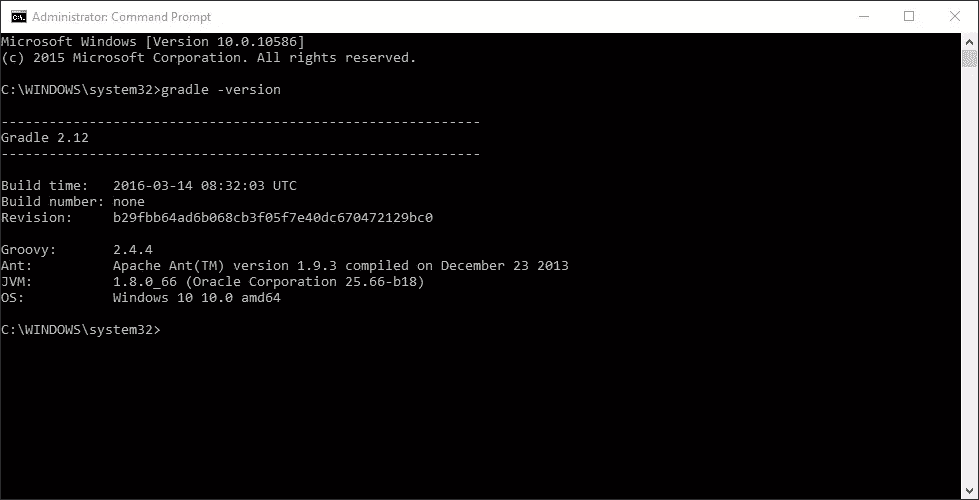 Administrator: Command Prompt
Microsoft Windows [Version 10.0.10586]
(c) 2015 Microsoft Corporation. All rights reserved.
C:\WINDOWS\system32>gradle -version
------------------------------------------------------------
Gradle 2.12
------------------------------------------------------------
Build time:   2016-03-14 08:32:03 UTC
Build number: none
Revision:     b29fbb64ad6b068cb3f05f7e40dc670472129bc0
Groovy:       2.4.4
Ant:          Apache Ant(TM) version 1.9.3 compiled on December 23 2013
JVM:          1.8.0_66 (Oracle Corporation 25.66-b18)
OS:           Windows 10 10.0 amd64
C:\WINDOWS\system32>